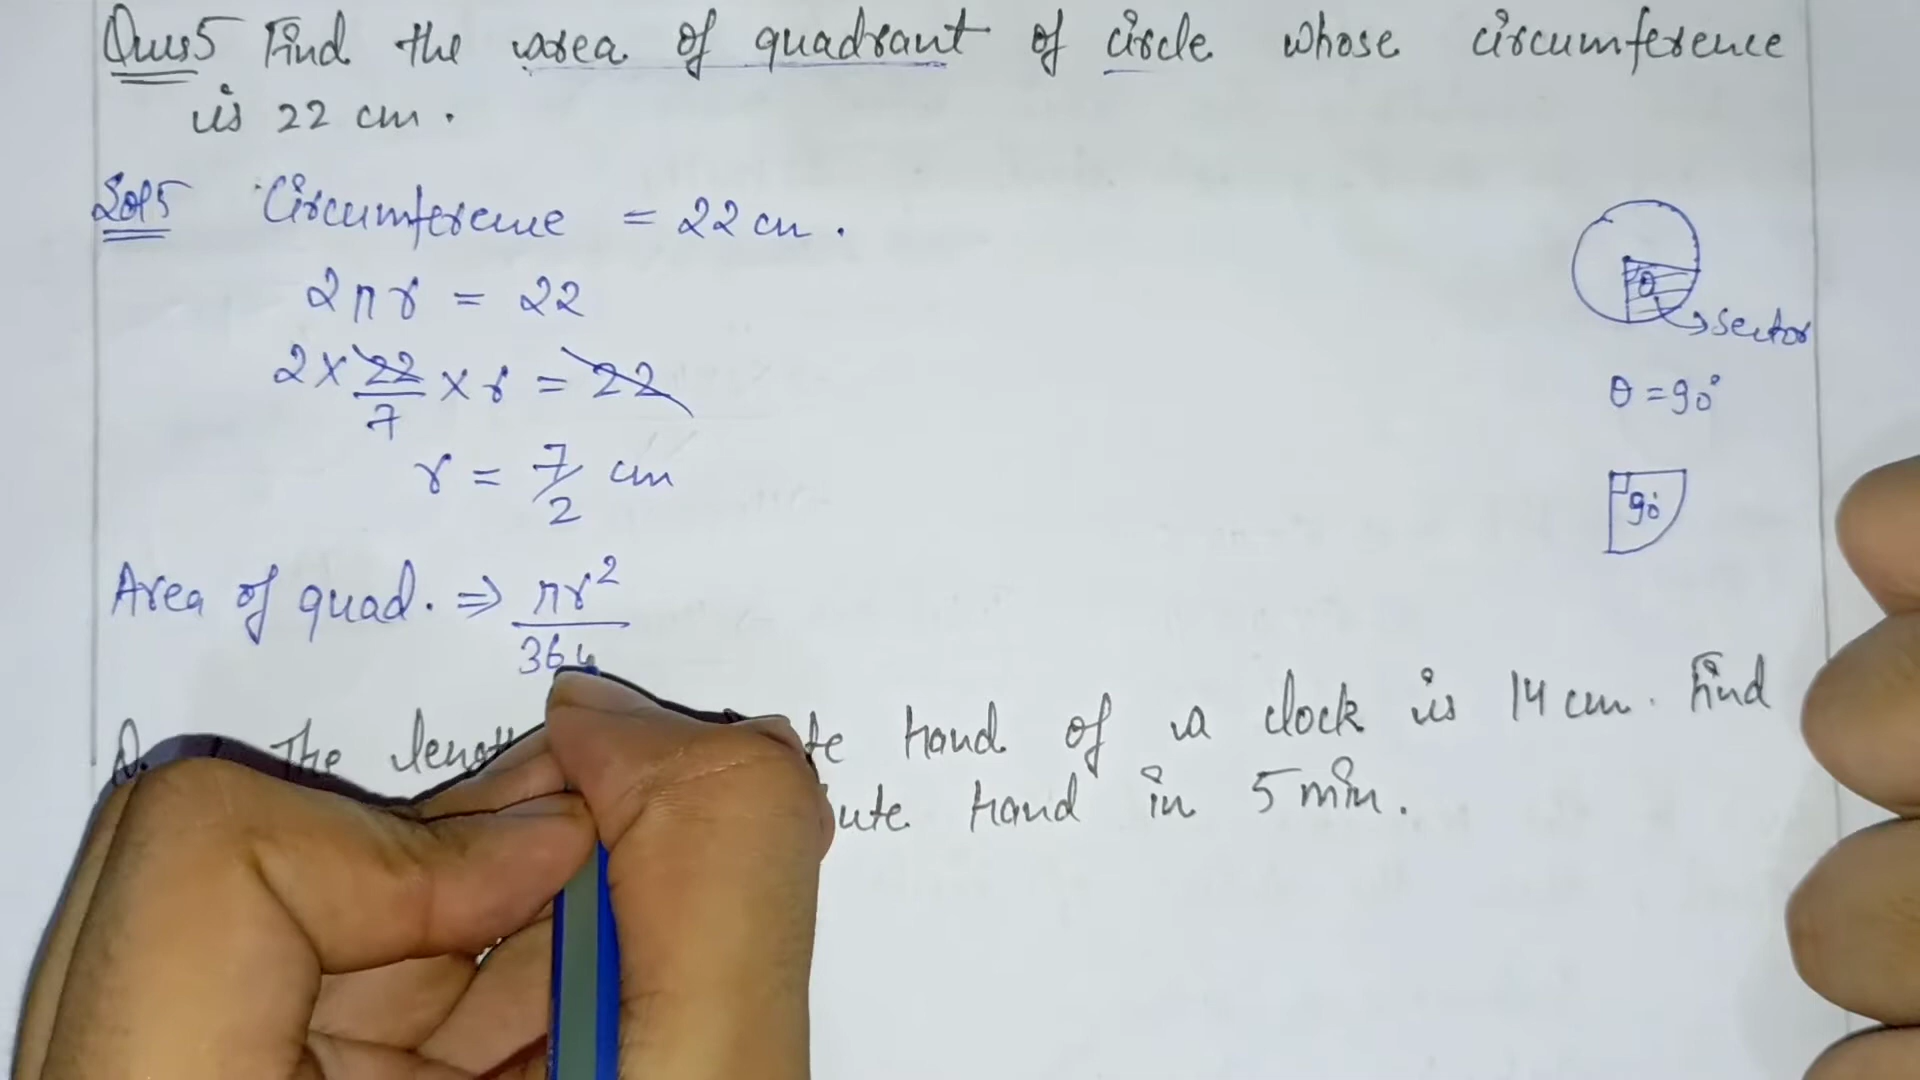 Ques5 Find the area of quadrant of circle whose circumference
is 22 cm.
Sol5 Circumference = 22 cm.
2πr = 22
2 × 22/7 × r = 22
r = 7/2 cm
Area of quad. ⇒ πr²/36
sector
θ = 90°
90°
The hand of a clock is 14 cm. Find
hand in 5 min.